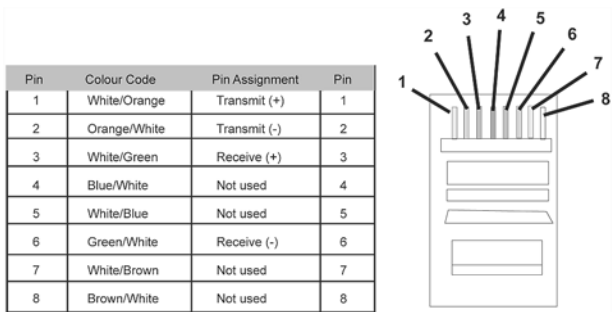 Pin Colour Code Pin Assignment Pin
1 White/Orange Transmit (+) 1
2 Orange/White Transmit (-) 2
3 White/Green Receive (+) 3
4 Blue/White Not used 4
5 White/Blue Not used 5
6 Green/White Receive (-) 6
7 White/Brown Not used 7
8 Brown/White Not used 8
1 2 3 4 5 6 7 8